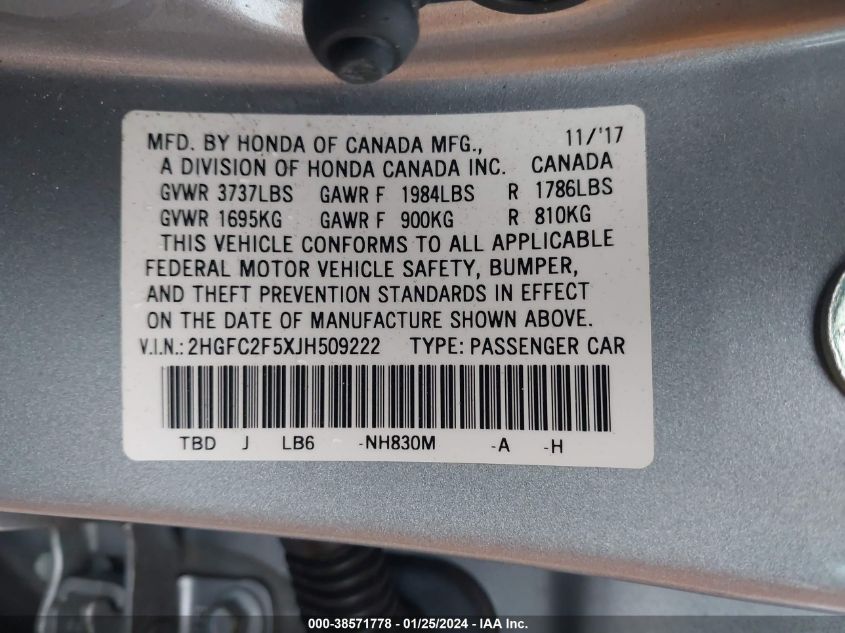 MFD. BY HONDA OF CANADA MFG., 11/'17
A DIVISION OF HONDA CANADA INC. CANADA
GVWR 3737LBS GAWR F 1984LBS R 1786LBS
GVWR 1695KG GAWR F 900KG R 810KG
THIS VEHICLE CONFORMS TO ALL APPLICABLE
FEDERAL MOTOR VEHICLE SAFETY, BUMPER,
AND THEFT PREVENTION STANDARDS IN EFFECT
ON THE DATE OF MANUFACTURE SHOWN ABOVE.
V.I.N.: 2HGFC2F5XJH509222 TYPE: PASSENGER CAR
TBD J LB6 -NH830M -A -H
000-38571778 - 01/25/2024 - IAA Inc.